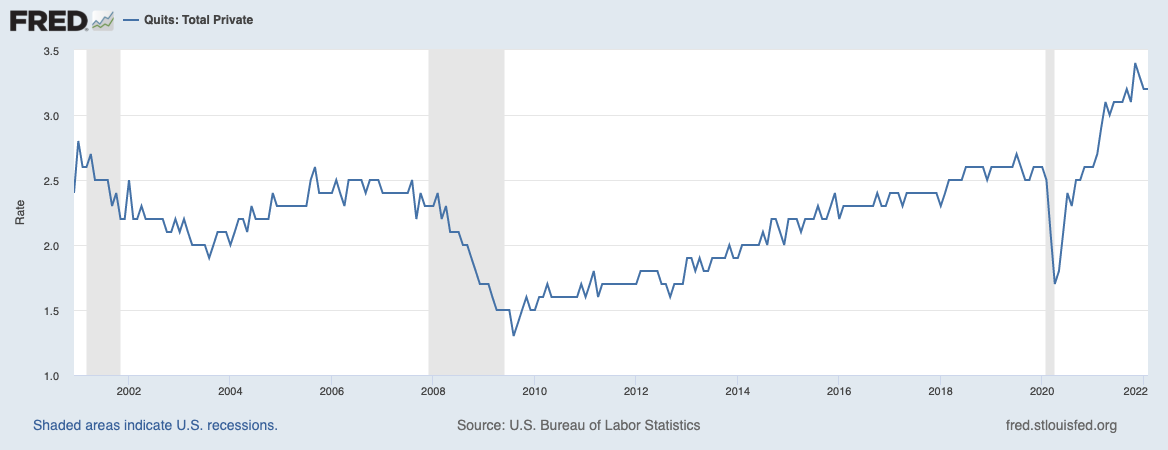 FRED
Quits: Total Private
3.5
3.0
2.5
2.0
1.5
1.0
Rate
2002
2004
2006
2008
2010
2012
2014
2016
2018
2020
2022
Shaded areas indicate U.S. recessions.
Source: U.S. Bureau of Labor Statistics
fred.stlouisfed.org